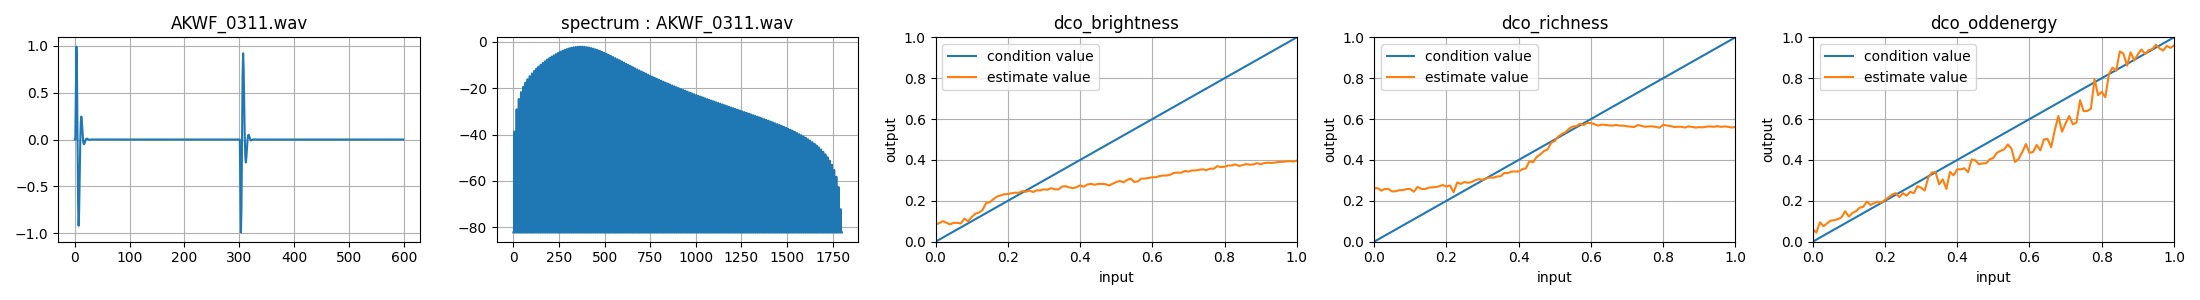 AKWF_0311.wav
1.0
0.5
0.0
−0.5
−1.0
0 100 200 300 400 500 600
spectrum : AKWF_0311.wav
0
−20
−40
−60
−80
0 250 500 750 1000 1250 1500 1750
dco_brightness
condition value
estimate value
output
1.0
0.8
0.6
0.4
0.2
0.0
0.0 0.2 0.4 0.6 0.8 1.0
input
dco_richness
condition value
estimate value
output
1.0
0.8
0.6
0.4
0.2
0.0
0.0 0.2 0.4 0.6 0.8 1.0
input
dco_oddenergy
condition value
estimate value
output
1.0
0.8
0.6
0.4
0.2
0.0
0.0 0.2 0.4 0.6 0.8 1.0
input